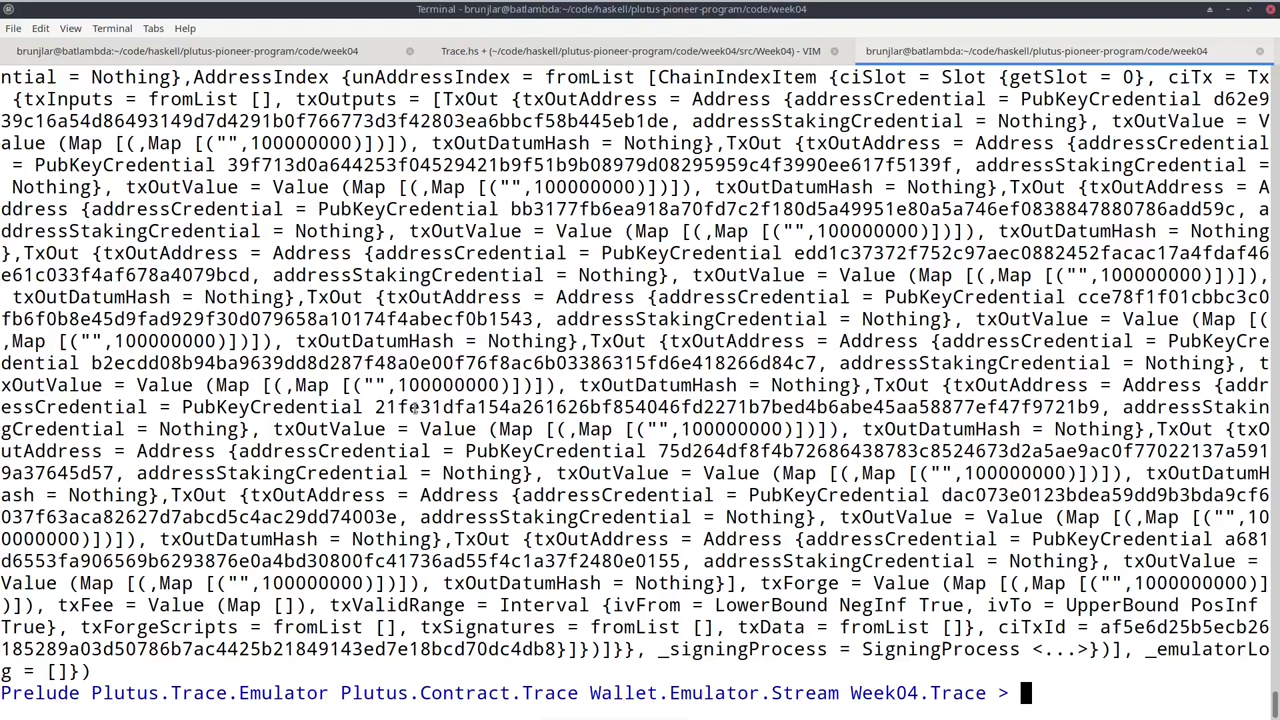 Terminal - brunjlar@batlambda:~/code/haskell/plutus-pioneer-program/code/week04
File Edit View Terminal Tabs Help
brunjlar@batlambda:~/code/haskell/plutus-pioneer-program/code/week04 Trace.hs + (~/code/haskell/plutus-pioneer-program/code/week04/src/Week04) - VIM brunjlar@batlambda:~/code/haskell/plutus-pioneer-program/code/week04
ntial = Nothing},AddressIndex {unAddressIndex = fromList [ChainIndexItem {ciSlot = Slot {getSlot = 0}, ciTx = Tx
 {txInputs = fromList [], txOutputs = [TxOut {txOutAddress = Address {addressCredential = PubKeyCredential d62e9
39c16a54d86493149d7d4291b0f766773d3f42803ea6bbcf58b445eb1de, addressStakingCredential = Nothing}, txOutValue = V
alue (Map [(,Map [("",100000000)])]), txOutDatumHash = Nothing},TxOut {txOutAddress = Address {addressCredential
 = PubKeyCredential 39f713d0a644253f04529421b9f51b9b08979d08295959c4f3990ee617f5139f, addressStakingCredential =
 Nothing}, txOutValue = Value (Map [(,Map [("",100000000)])]), txOutDatumHash = Nothing},TxOut {txOutAddress = A
ddress {addressCredential = PubKeyCredential bb3177fb6ea918a70fd7c2f180d5a49951e80a5a746ef0838847880786add59c, a
ddressStakingCredential = Nothing}, txOutValue = Value (Map [(,Map [("",100000000)])]), txOutDatumHash = Nothing
},TxOut {txOutAddress = Address {addressCredential = PubKeyCredential edd1c37372f752c97aec0882452facac17a4fdaf46
e61c033f4af678a4079bcd, addressStakingCredential = Nothing}, txOutValue = Value (Map [(,Map [("",100000000)])]),
 txOutDatumHash = Nothing},TxOut {txOutAddress = Address {addressCredential = PubKeyCredential cce78f1f01cbbc3c0
fb6f0b8e45d9fad929f30d079658a10174f4abecf0b1543, addressStakingCredential = Nothing}, txOutValue = Value (Map [(
,Map [("",100000000)])]), txOutDatumHash = Nothing},TxOut {txOutAddress = Address {addressCredential = PubKeyCre
dential b2ecdd08b94ba9639dd8d287f48a0e00f76f8ac6b03386315fd6e418266d84c7, addressStakingCredential = Nothing}, t
xOutValue = Value (Map [(,Map [("",100000000)])]), txOutDatumHash = Nothing},TxOut {txOutAddress = Address {addr
essCredential = PubKeyCredential 21fe31dfa154a261626bf854046fd2271b7bed4b6abe45aa58877ef47f9721b9, addressStakin
gCredential = Nothing}, txOutValue = Value (Map [(,Map [("",100000000)])]), txOutDatumHash = Nothing},TxOut {txO
utAddress = Address {addressCredential = PubKeyCredential 75d264df8f4b72686438783c8524673d2a5ae9ac0f77022137a591
9a37645d57, addressStakingCredential = Nothing}, txOutValue = Value (Map [(,Map [("",100000000)])]), txOutDatumH
ash = Nothing},TxOut {txOutAddress = Address {addressCredential = PubKeyCredential dac073e0123bdea59dd9b3bda9cf6
037f63aca82627d7abcd5c4ac29dd74003e, addressStakingCredential = Nothing}, txOutValue = Value (Map [(,Map [("",10
0000000)])]), txOutDatumHash = Nothing},TxOut {txOutAddress = Address {addressCredential = PubKeyCredential a681
d6553fa906569b6293876e0a4bd30800fc41736ad55f4c1a37f2480e0155, addressStakingCredential = Nothing}, txOutValue =
Value (Map [(,Map [("",100000000)])]), txOutDatumHash = Nothing}], txForge = Value (Map [(,Map [("",1000000000)
)])]), txFee = Value (Map []), txValidRange = Interval {ivFrom = LowerBound NegInf True, ivTo = UpperBound PosInf
True}, txForgeScripts = fromList [], txSignatures = fromList [], txData = fromList []}, ciTxId = af5e6d25b5ecb26
185289a03d50786b7ac4425b21849143ed7e18bcd70dc4db8}]})]}}, _signingProcess = SigningProcess <...>})], _emulatorLo
g = []})
Prelude Plutus.Trace.Emulator Plutus.Contract.Trace Wallet.Emulator.Stream Week04.Trace >